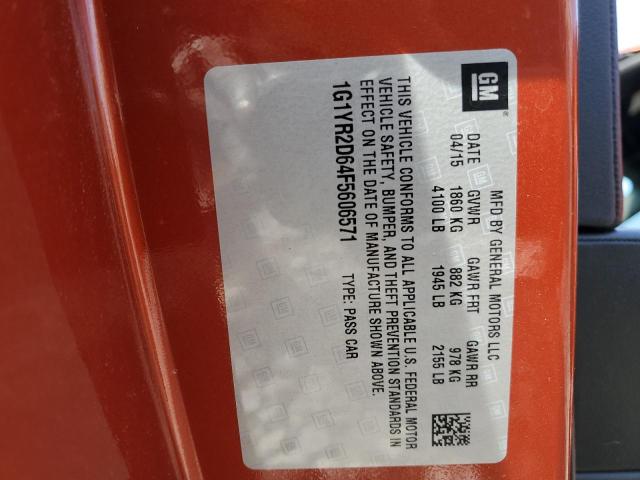 GM
MFD BY GENERAL MOTORS LLC
DATE GVWR GAWR FRT GAWR RR
04/15 1860 KG 882 KG 978 KG
4100 LB 1945 LB 2155 LB
THIS VEHICLE CONFORMS TO ALL APPLICABLE U.S. FEDERAL MOTOR
VEHICLE SAFETY, BUMPER, AND THEFT PREVENTION STANDARDS IN
EFFECT ON THE DATE OF MANUFACTURE SHOWN ABOVE.
1G1YR2D64F5606571 TYPE: PASS CAR